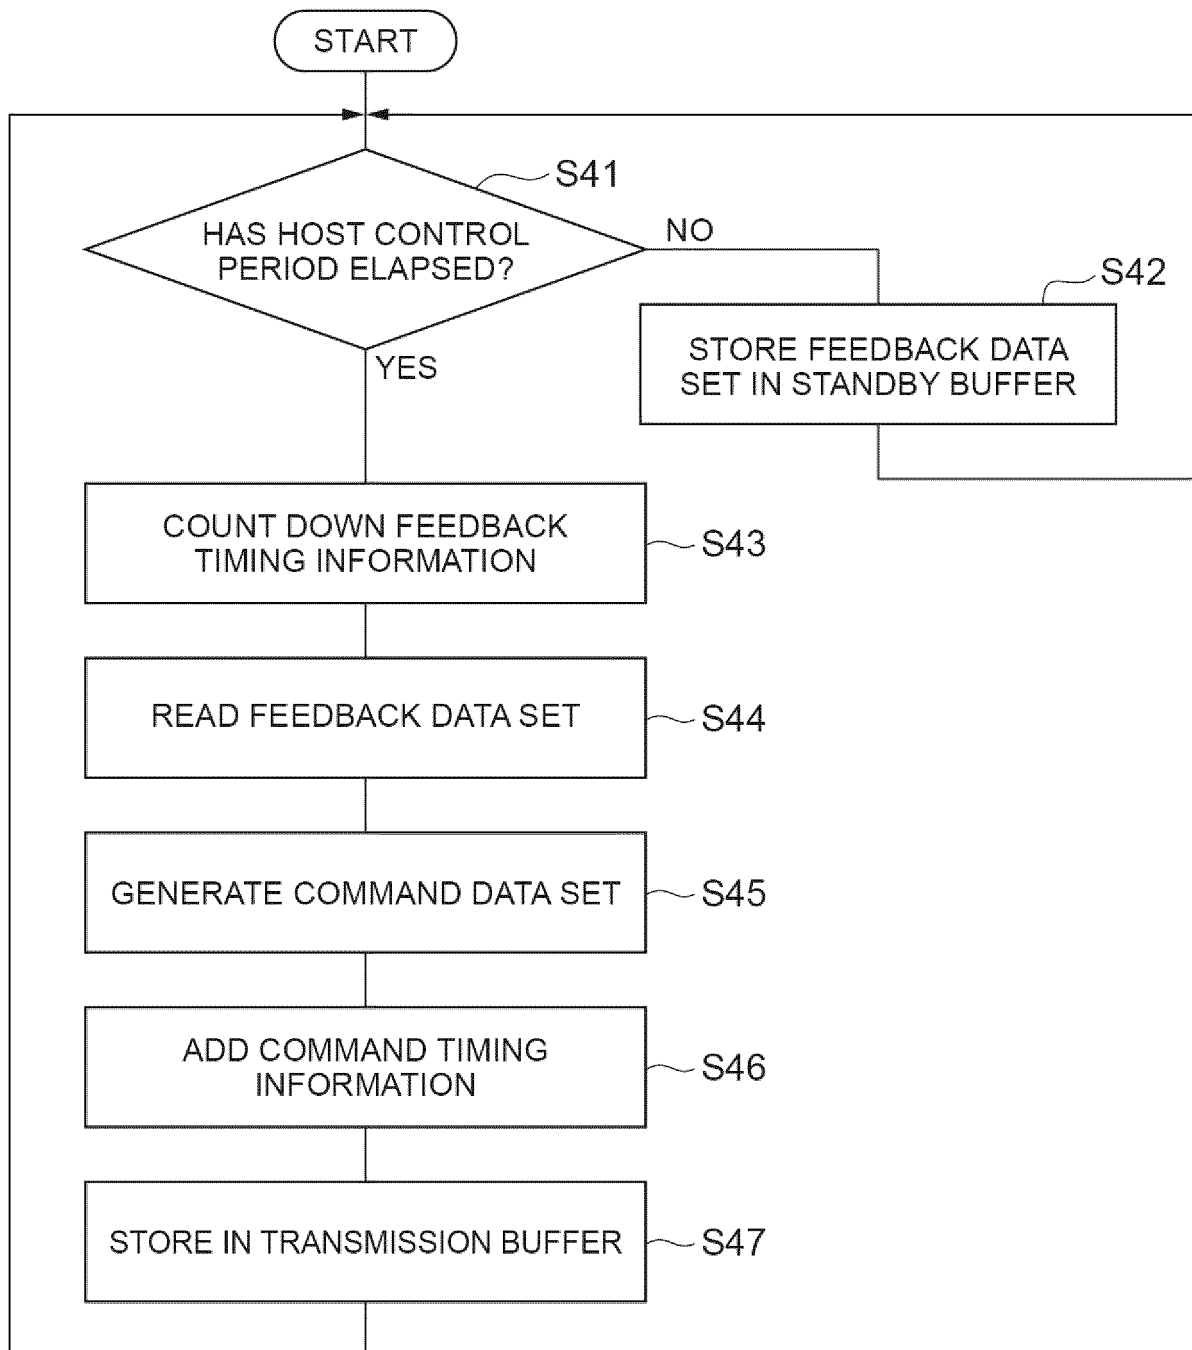 START
S41
HAS HOST CONTROL
PERIOD ELAPSED?
NO
YES
S42
STORE FEEDBACK DATA
SET IN STANDBY BUFFER
COUNT DOWN FEEDBACK
TIMING INFORMATION
S43
READ FEEDBACK DATA SET
S44
GENERATE COMMAND DATA SET
S45
ADD COMMAND TIMING
INFORMATION
S46
STORE IN TRANSMISSION BUFFER
S47